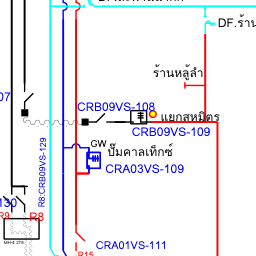 DF.ร้าน
ร้านหลู้ลำ
07
CRB09VS-108
แยกสหมิตร
CRB09VS-109
GW
ปั๊มคาลเท็กซ์
CRA03VS-109
R8:CRB09VS-129
130
R9
R8
CRA01VS-111
R15